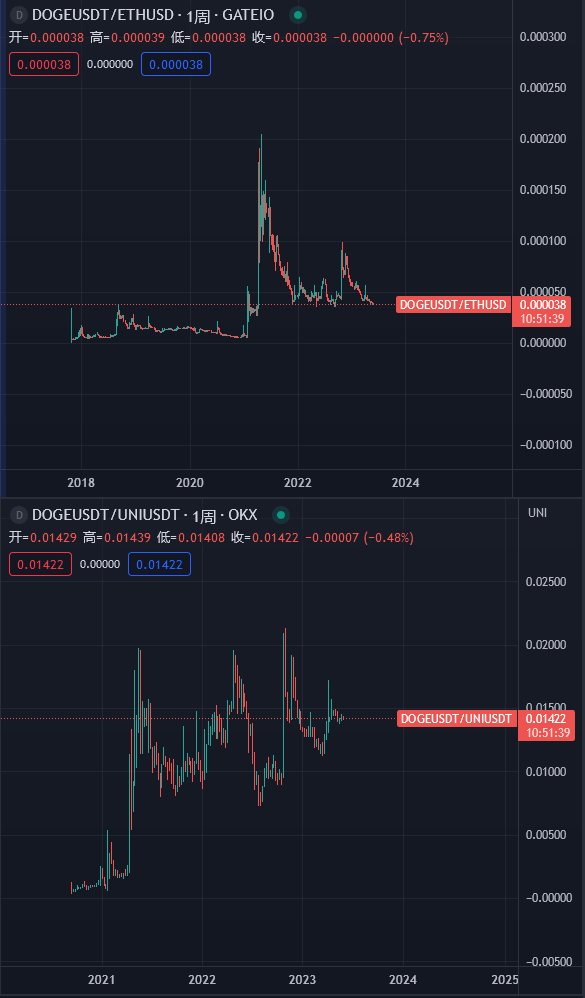 D DOGEUSDT/ETHUSD · 1周 · GATEIO
开=0.000038 高=0.000039 低=0.000038 收=0.000038 −0.000000 (−0.75%)
0.000038 0.000000 0.000038
0.000300
0.000250
0.000200
0.000150
0.000100
0.000050
DOGEUSDT/ETHUSD 0.000038
10:51:39
0.000000
−0.000050
−0.000100
2018 2020 2022 2024
D DOGEUSDT/UNIUSDT · 1周 · OKX
UNI
开=0.01429 高=0.01439 低=0.01408 收=0.01422 −0.00007 (−0.48%)
0.01422 0.00000 0.01422
0.02500
0.02000
0.01500
DOGEUSDT/UNIUSDT 0.01422
10:51:39
0.01000
0.00500
−0.00000
−0.00500
2021 2022 2023 2024 2025